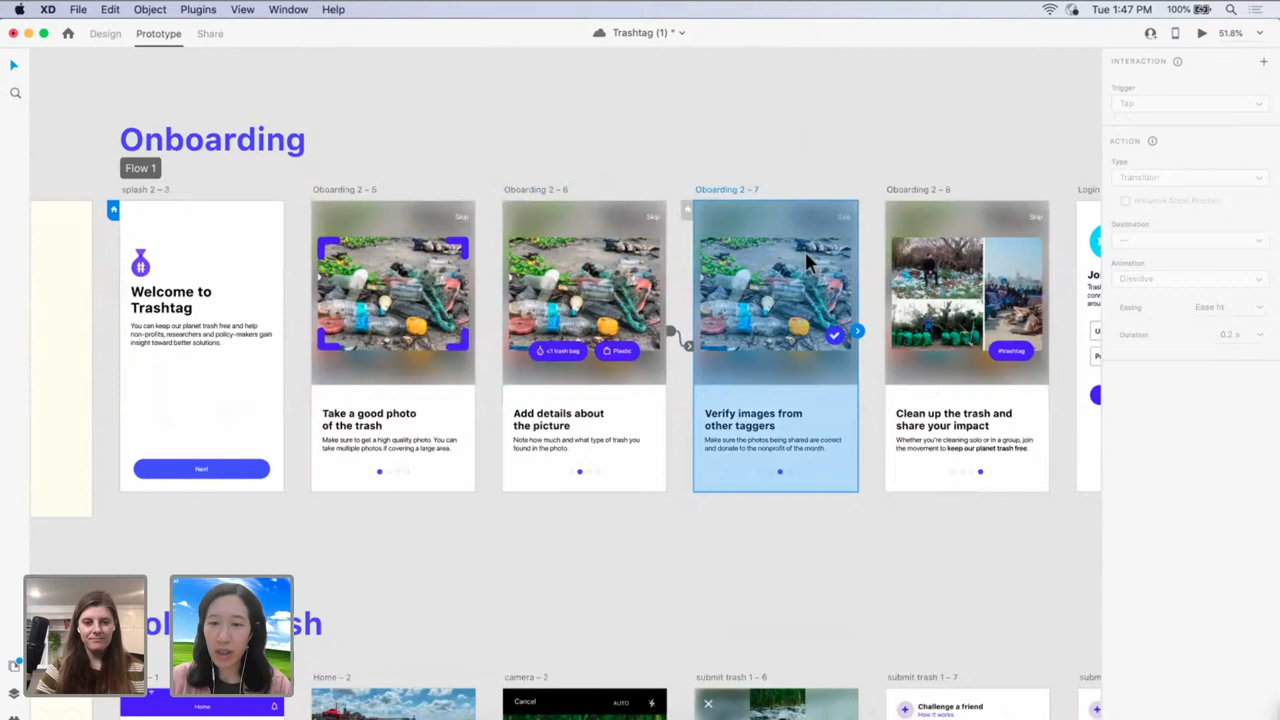 XD File Edit Object Plugins View Window Help
Tue 1:47 PM 100%
Design Prototype Share
Trashtag (1) *
51.8%
Onboarding
Flow 1
splash 2 – 3
Oboarding 2 – 5
Oboarding 2 – 6
Oboarding 2 – 7
Oboarding 2 – 8
Login
#
Welcome to
Trashtag
You can keep our planet trash free and help
non-profits, researchers and policy-makers gain
insight toward better solutions.
Next
Skip
Take a good photo
of the trash
Make sure to get a high quality photo. You can
take multiple photos if covering a large area.
Skip
<1 trash bag
Plastic
Add details about
the picture
Note how much and what type of trash you
found in the photo.
Skip
Verify images from
other taggers
Make sure the photos being shared are correct
and donate to the nonprofit of the month.
Skip
#trashtag
Clean up the trash and
share your impact
Whether you're cleaning solo or in a group, join
the movement to keep our planet trash free.
INTERACTION
Trigger
Tap
ACTION
Type
Transition
Preserve Scroll Position
Destination
Animation
Dissolve
Easing
Ease In
Duration
0.2 s
sh
– 1
Home – 2
camera – 2
submit trash 1 – 6
submit trash 1 – 7
Home
Cancel
AUTO
Challenge a friend
How it works